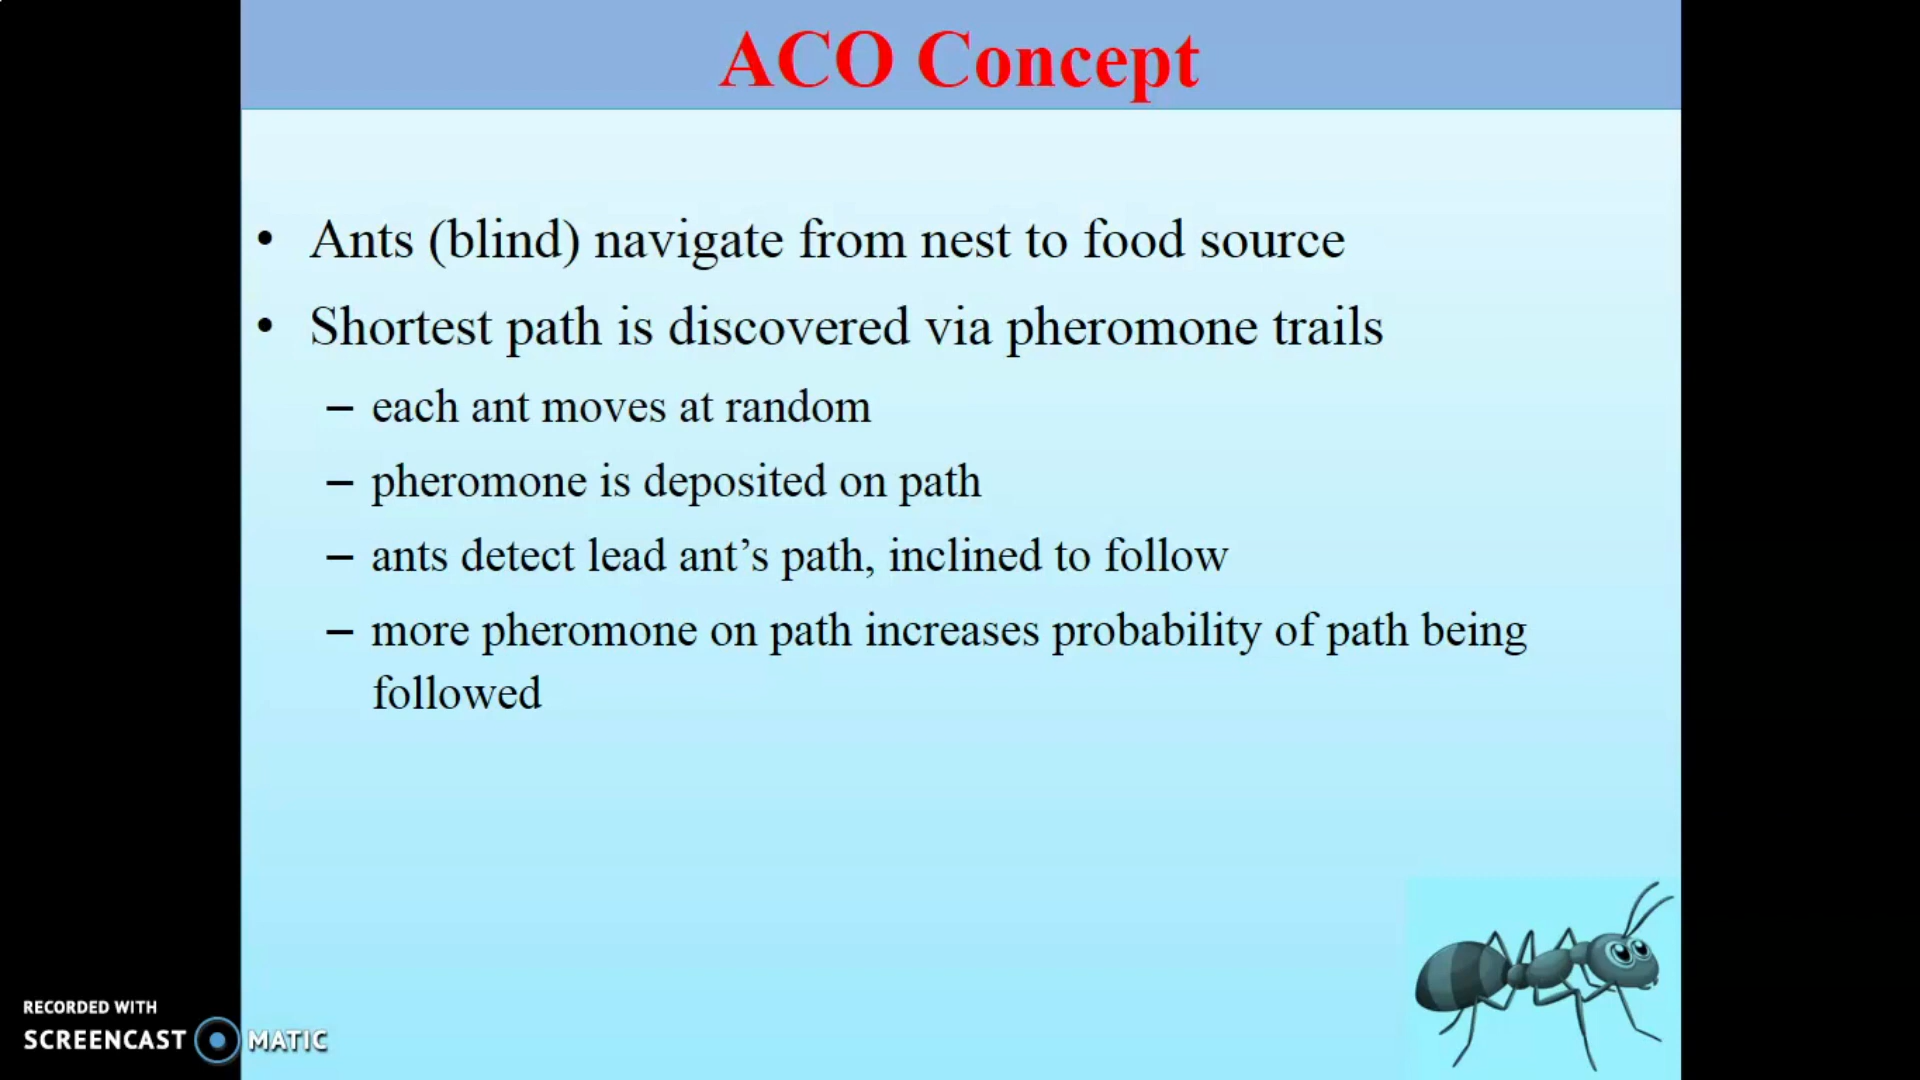 ACO Concept
• Ants (blind) navigate from nest to food source
• Shortest path is discovered via pheromone trails
– each ant moves at random
– pheromone is deposited on path
– ants detect lead ant’s path, inclined to follow
– more pheromone on path increases probability of path being
followed
RECORDED WITH
SCREENCAST MATIC